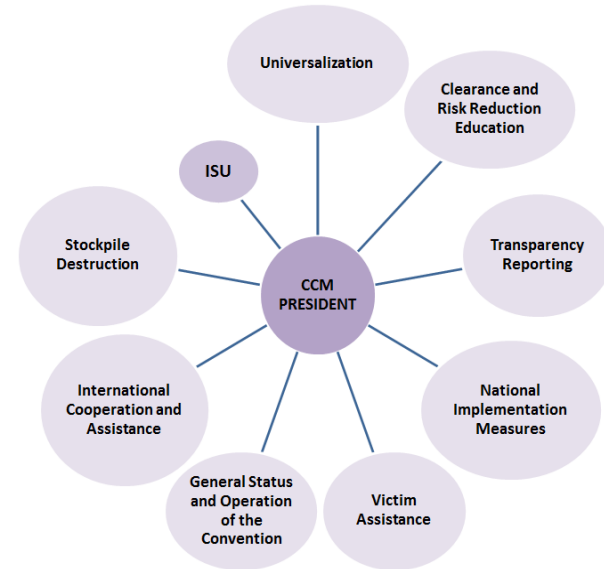 Universalization
Clearance and
Risk Reduction
Education
ISU
Stockpile
Destruction
Transparency
Reporting
CCM
PRESIDENT
International
Cooperation and
Assistance
National
Implementation
Measures
General Status
and Operation
of the
Convention
Victim
Assistance